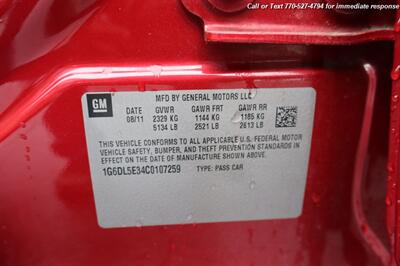 Call or Text 770-527-4794 for immediate response
GM
MFD BY GENERAL MOTORS LLC
DATE GVWR GAWR FRT GAWR RR
08/11 2329 KG 1144 KG 1185 KG
5134 LB 2521 LB 2613 LB
THIS VEHICLE CONFORMS TO ALL APPLICABLE U.S. FEDERAL MOTOR
VEHICLE SAFETY, BUMPER, AND THEFT PREVENTION STANDARDS IN
EFFECT ON THE DATE OF MANUFACTURE SHOWN ABOVE.
1G6DL5E34C0107259 TYPE: PASS CAR